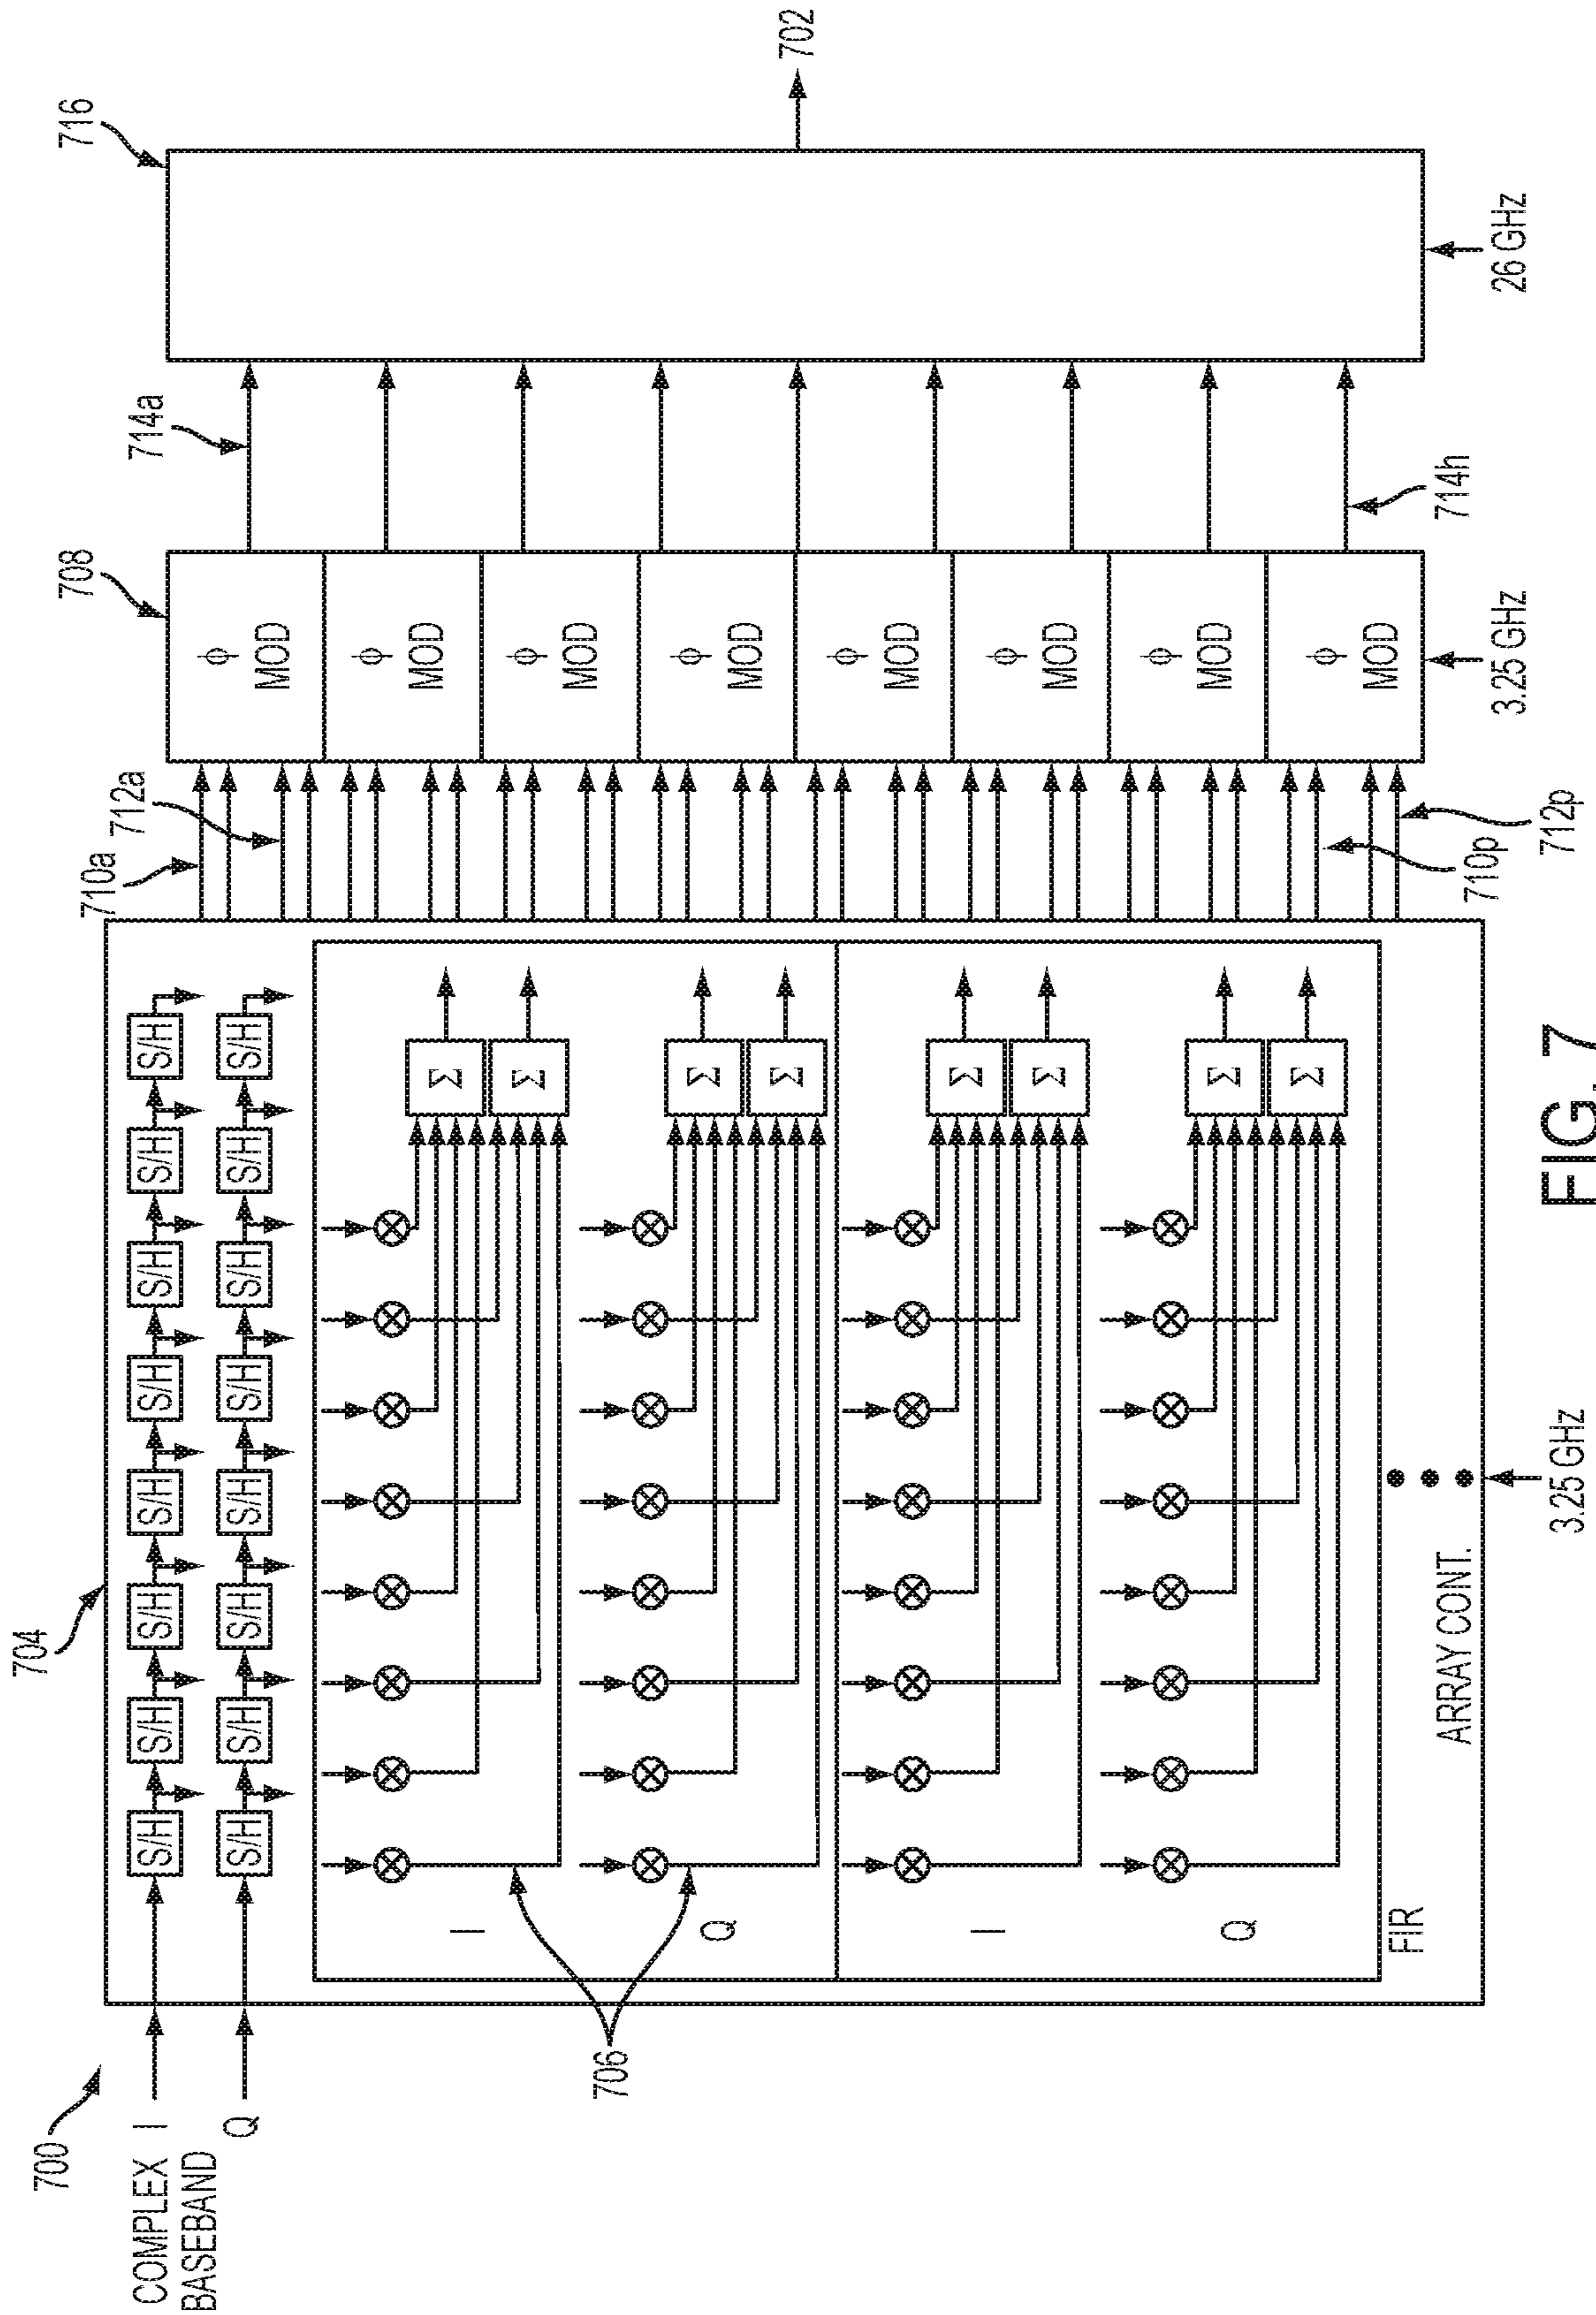 700
COMPLEX
BASEBAND
I
Q
704
S/H S/H S/H S/H S/H S/H S/H S/H
S/H S/H S/H S/H S/H S/H S/H S/H
I
Σ
Σ
706
Q
Σ
Σ
I
Σ
Σ
Q
Σ
Σ
FIR
ARRAY CONT.
3.25 GHz
710a
712a
710p
712p
708
ϕ
MOD
ϕ
MOD
ϕ
MOD
ϕ
MOD
ϕ
MOD
ϕ
MOD
ϕ
MOD
ϕ
MOD
3.25 GHz
714a
714h
716
26 GHz
702
FIG. 7